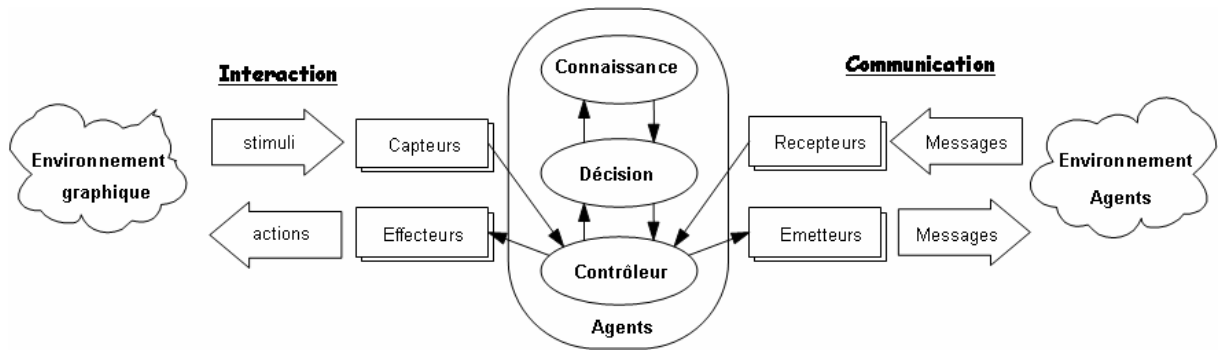 Interaction
Environnement
graphique
stimuli
Capteurs
actions
Effecteurs
Connaissance
Décision
Contrôleur
Agents
Communication
Recepteurs
Messages
Emetteurs
Messages
Environnement
Agents